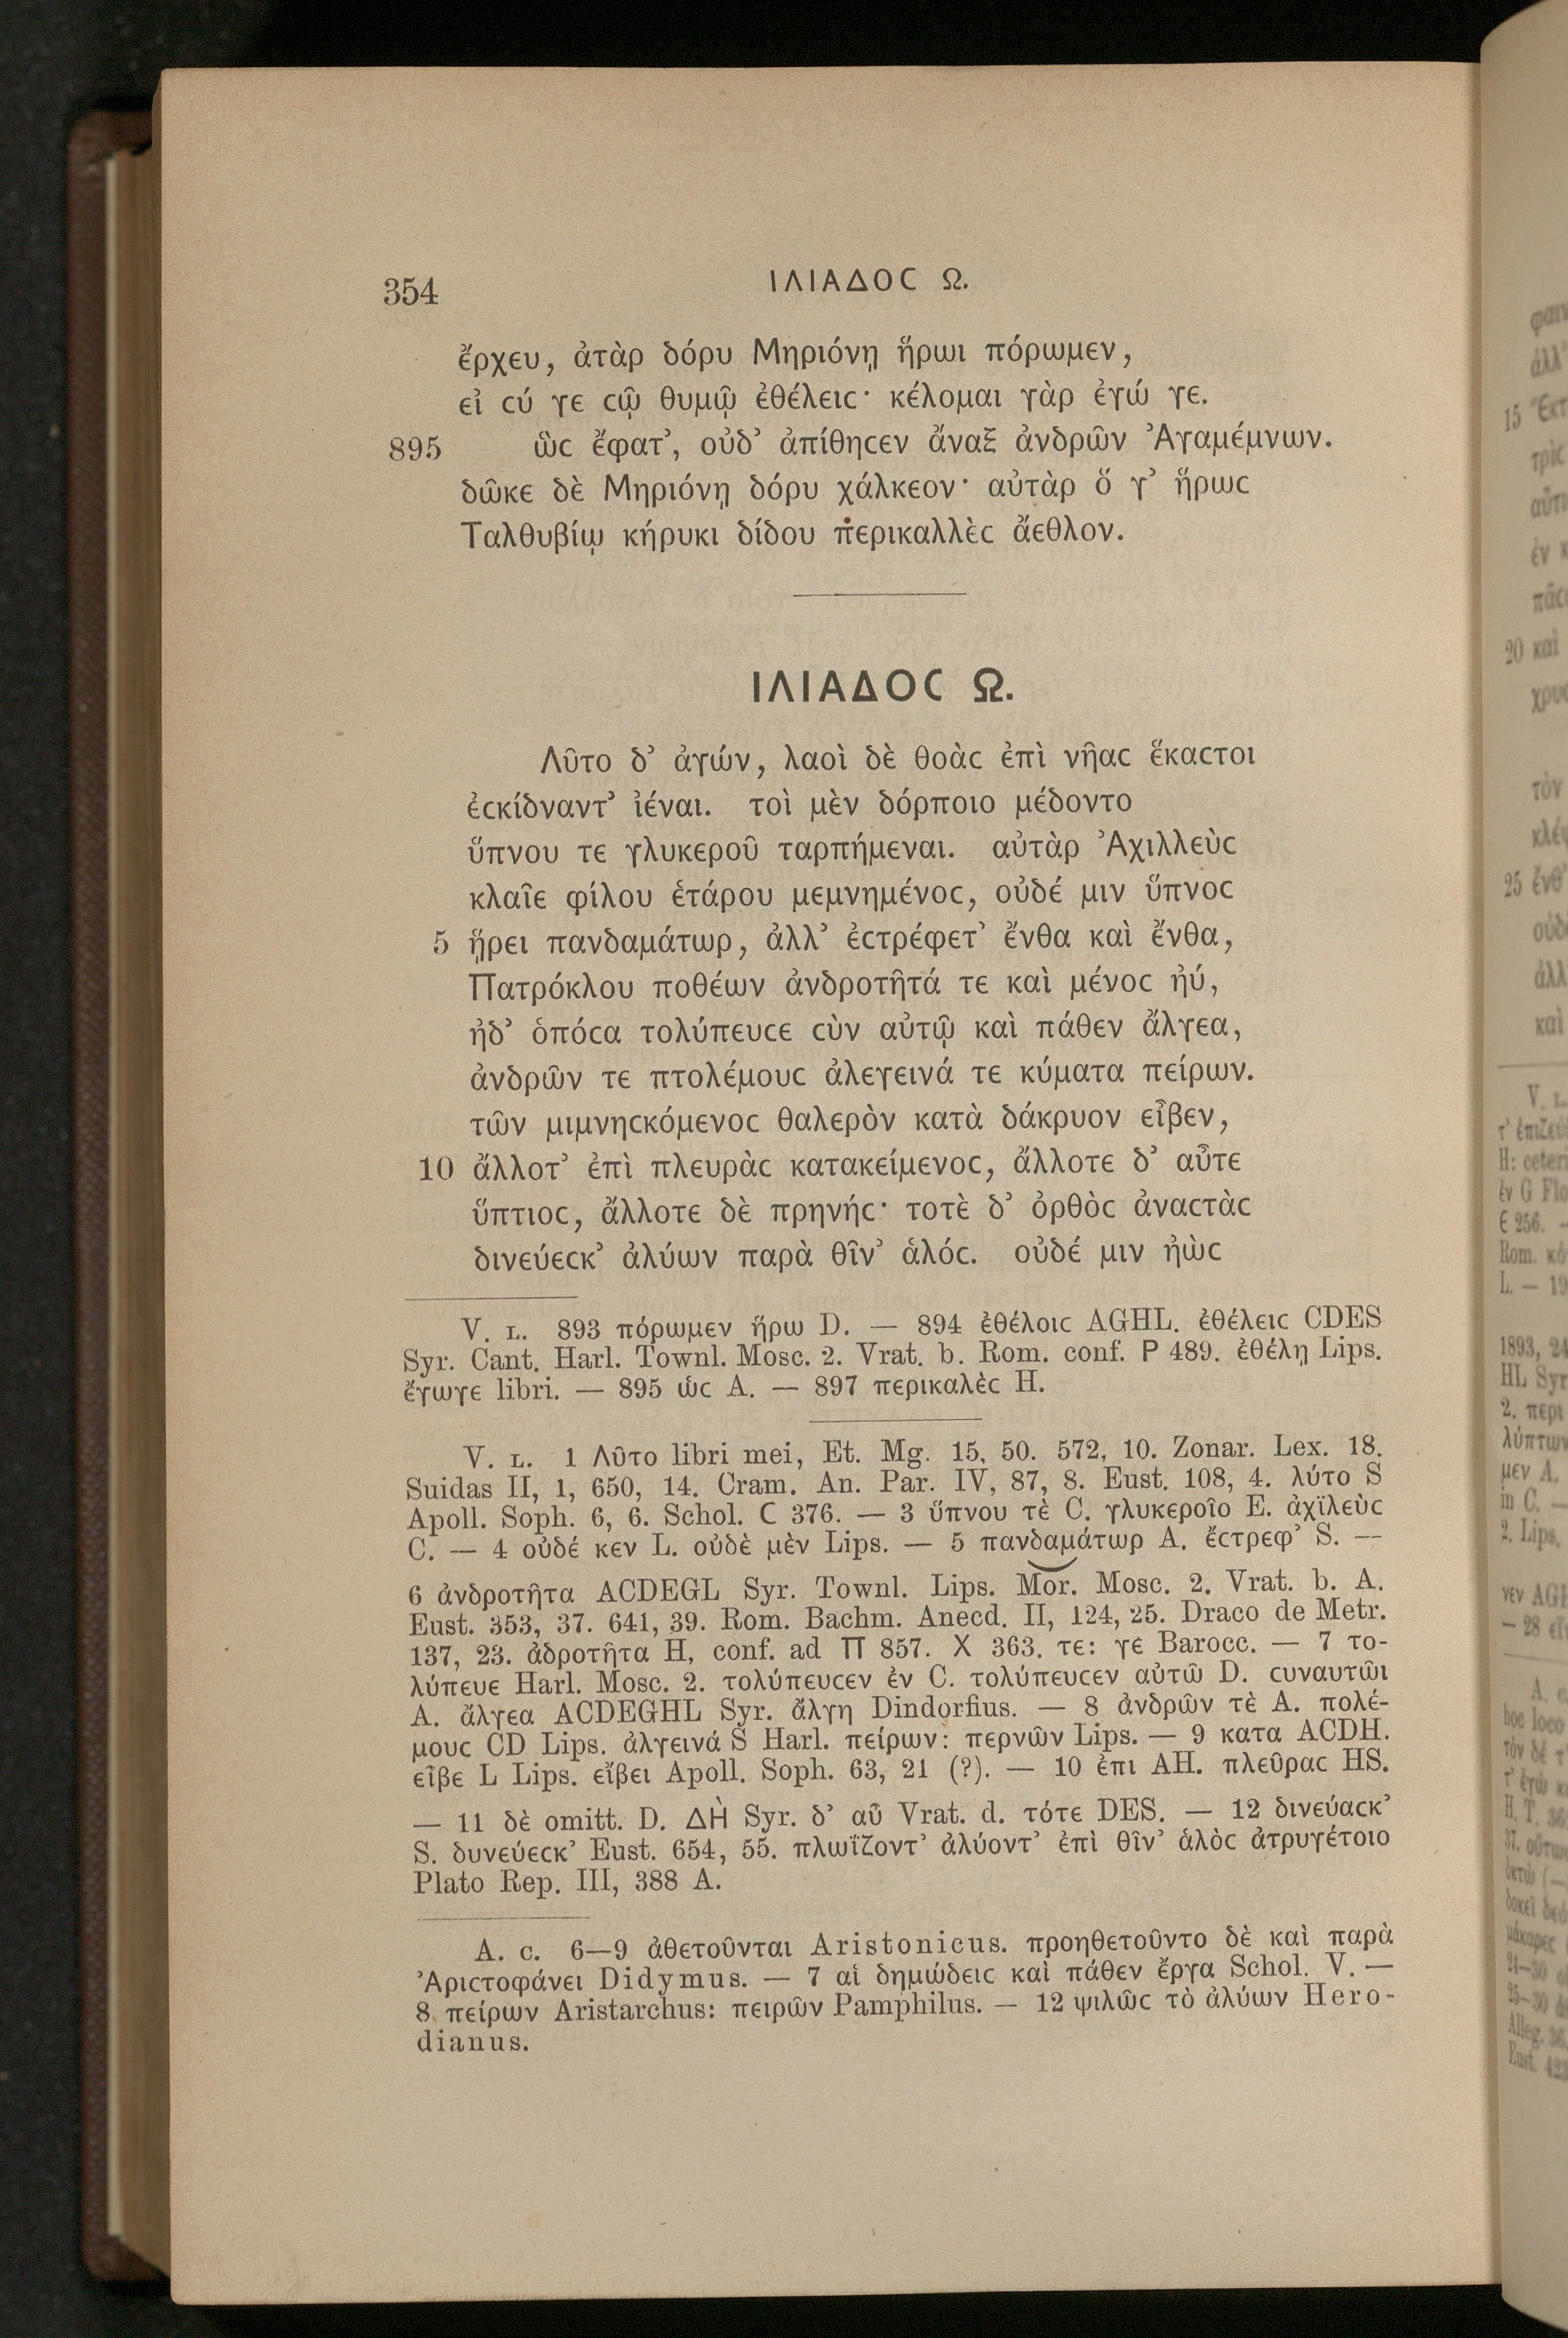 354
ΙΛΙΑΔΟϹ Ω.
ἔρχευ, ἀτὰρ δόρυ Μηριόνῃ ἥρωι πόρωμεν,
εἰ ϲύ γε ϲῷ θυμῷ ἐθέλειϲ· κέλομαι γὰρ ἐγώ γε.
895 ὣϲ ἔφατ’, οὐδ’ ἀπίθηϲεν ἄναξ ἀνδρῶν Ἀγαμέμνων.
δῶκε δὲ Μηριόνῃ δόρυ χάλκεον· αὐτὰρ ὅ γ’ ἥρωϲ
Ταλθυβίῳ κήρυκι δίδου περικαλλὲϲ ἄεθλον.
ΙΛΙΑΔΟϹ Ω.
Λῦτο δ’ ἀγών, λαοὶ δὲ θοὰϲ ἐπὶ νῆαϲ ἕκαϲτοι
ἐϲκίδναντ’ ἰέναι. τοὶ μὲν δόρποιο μέδοντο
ὕπνου τε γλυκεροῦ ταρπήμεναι. αὐτὰρ Ἀχιλλεὺϲ
κλαῖε φίλου ἑτάρου μεμνημένοϲ, οὐδέ μιν ὕπνοϲ
5 ᾕρει πανδαμάτωρ, ἀλλ’ ἐϲτρέφετ’ ἔνθα καὶ ἔνθα,
Πατρόκλου ποθέων ἀνδροτῆτά τε καὶ μένοϲ ἠύ,
ἠδ’ ὁπόϲα τολύπευϲε ϲὺν αὐτῷ καὶ πάθεν ἄλγεα,
ἀνδρῶν τε πτολέμουϲ ἀλεγεινά τε κύματα πείρων.
τῶν μιμνηϲκόμενοϲ θαλερὸν κατὰ δάκρυον εἶβεν,
10 ἄλλοτ’ ἐπὶ πλευρὰϲ κατακείμενοϲ, ἄλλοτε δ’ αὖτε
ὕπτιοϲ, ἄλλοτε δὲ πρηνήϲ· τοτὲ δ’ ὀρθὸϲ ἀναϲτὰϲ
δινεύεϲκ’ ἀλύων παρὰ θῖν’ ἁλόϲ. οὐδέ μιν ἠὼϲ
V. L. 893 πόρωμεν ἥρω D. — 894 ἐθέλοιϲ AGHL. ἐθέλειϲ CDES
Syr. Cant. Harl. Townl. Mosc. 2. Vrat. b. Rom. conf. Ρ 489. ἐθέλῃ Lips.
ἔγωγε libri. — 895 ὡϲ A. — 897 περικαλὲϲ H.
V. L. 1 Λῦτο libri mei, Et. Mg. 15, 50. 572, 10. Zonar. Lex. 18.
Suidas II, 1, 650, 14. Cram. An. Par. IV, 87, 8. Eust. 108, 4. λύτο S
Apoll. Soph. 6, 6. Schol. Ϲ 376. — 3 ὕπνου τὲ C. γλυκεροῖο E. ἀχϊλεὺϲ
C. — 4 οὐδέ κεν L. οὐδὲ μὲν Lips. — 5 πανδαμάτωρ A. ἔϲτρεφ’ S. —
6 ἀνδροτῆτα ACDEGL Syr. Townl. Lips. Mor. Mosc. 2. Vrat. b. A.
Eust. 353, 37. 641, 39. Rom. Bachm. Anecd. II, 124, 25. Draco de Metr.
137, 23. ἁδροτῆτα H, conf. ad Π 857. Χ 363. τε: γέ Barocc. — 7 το-
λύπευε Harl. Mosc. 2. τολύπευϲεν ἐν C. τολύπευϲεν αὐτῶ D. ϲυναυτῶι
A. ἄλγεα ACDEGHL Syr. ἄλγη Dindorfius. — 8 ἀνδρῶν τὲ A. πολέ-
μουϲ CD Lips. ἀλγεινά S Harl. πείρων: περνῶν Lips. — 9 κατα ACDH.
εἶβε L Lips. εἴβει Apoll. Soph. 63, 21 (?). — 10 ἐπι AH. πλεῦραϲ HS.
— 11 δὲ omitt. D. ΔῊ Syr. δ’ αὖ Vrat. d. τότε DES. — 12 δινεύαϲκ’
S. δυνεύεϲκ’ Eust. 654, 55. πλωΐζοντ’ ἀλύοντ’ ἐπὶ θῖν’ ἁλὸϲ ἀτρυγέτοιο
Plato Rep. III, 388 A.
A. C. 6—9 ἀθετοῦνται Aristonicus. προηθετοῦντο δὲ καὶ παρὰ
Ἀριϲτοφάνει Didymus. — 7 αἱ δημώδειϲ καὶ πάθεν ἔργα Schol. V. —
8 πείρων Aristarchus: πειρῶν Pamphilus. — 12 ψιλῶϲ τὸ ἀλύων Hero-
dianus.